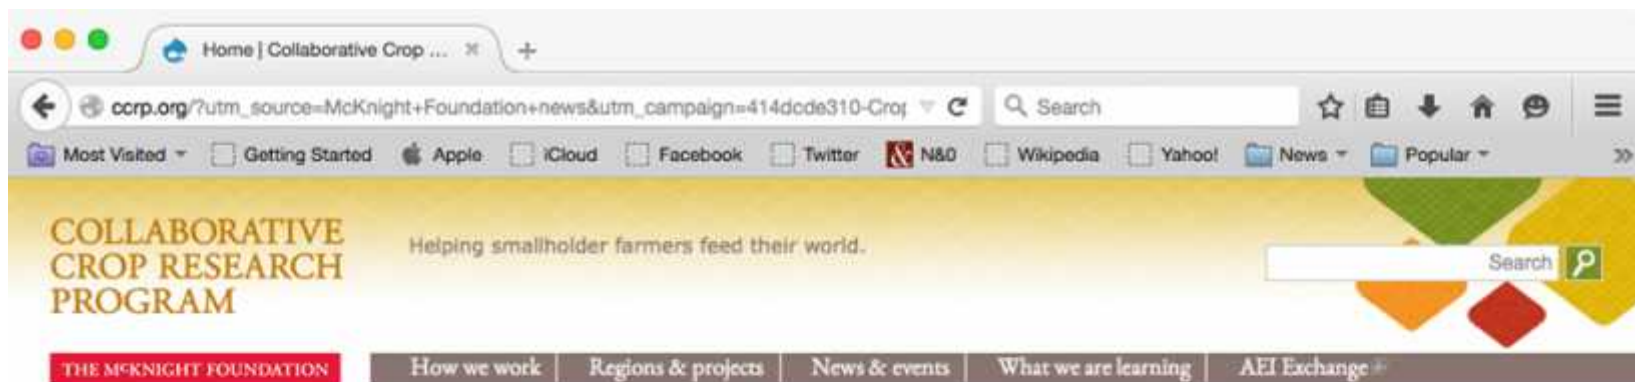 Home | Collaborative Crop ...
ccrp.org/?utm_source=McKnight+Foundation+news&utm_campaign=414dcde310-Crop
Search
Most Visited Getting Started Apple iCloud Facebook Twitter N&O Wikipedia Yahoo! News Popular
COLLABORATIVE
CROP RESEARCH
PROGRAM
Helping smallholder farmers feed their world.
Search
THE MCKNIGHT FOUNDATION
How we work Regions & projects News & events What we are learning AEI Exchange